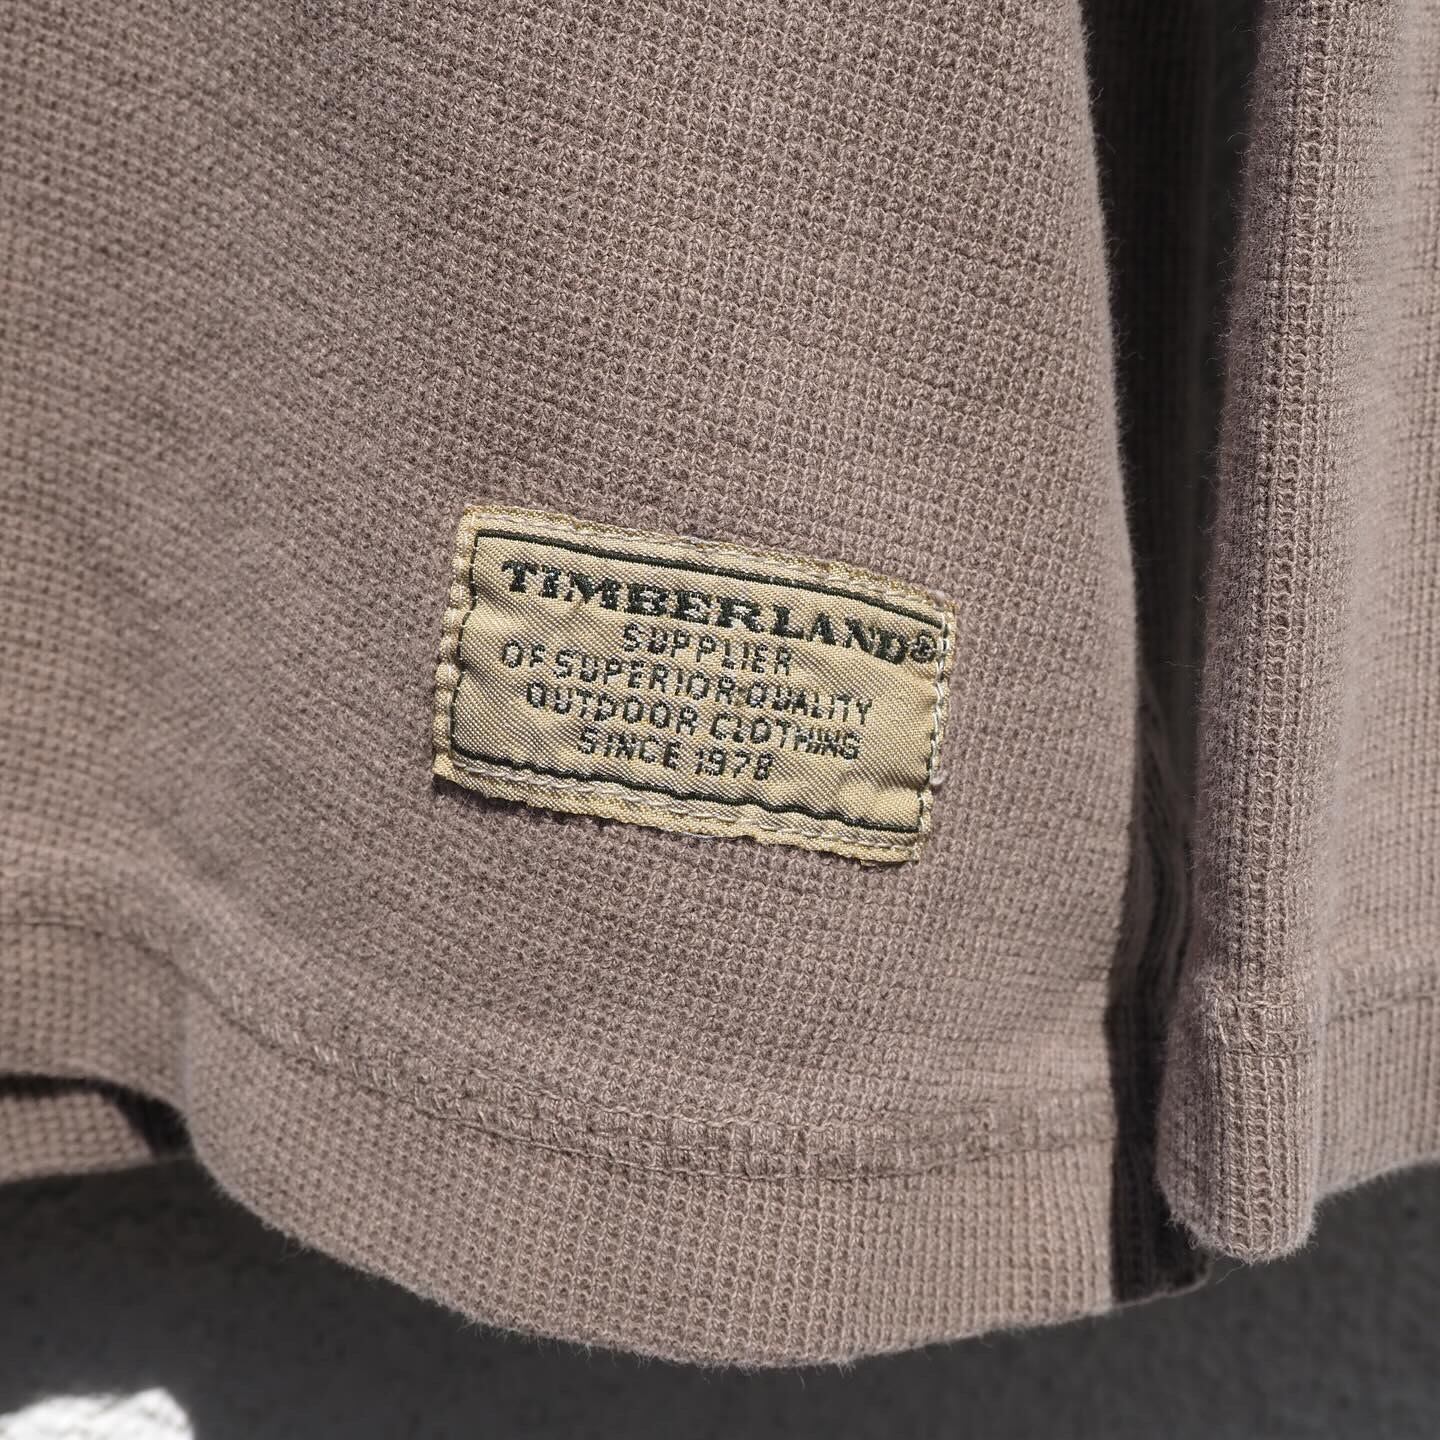 TIMBERLAND®
SUPPLIER
OF SUPERIOR QUALITY
OUTDOOR CLOTHING
SINCE 1978